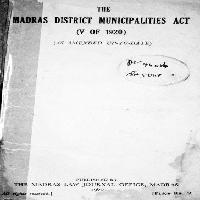 THE
MADRAS DISTRICT MUNICIPALITIES ACT
(V OF 1920)
(AS AMENDED UP-TO-DATE)
PUBLISHED BY
THE MADRAS LAW JOURNAL OFFICE, MADRAS
All rights reserved.]